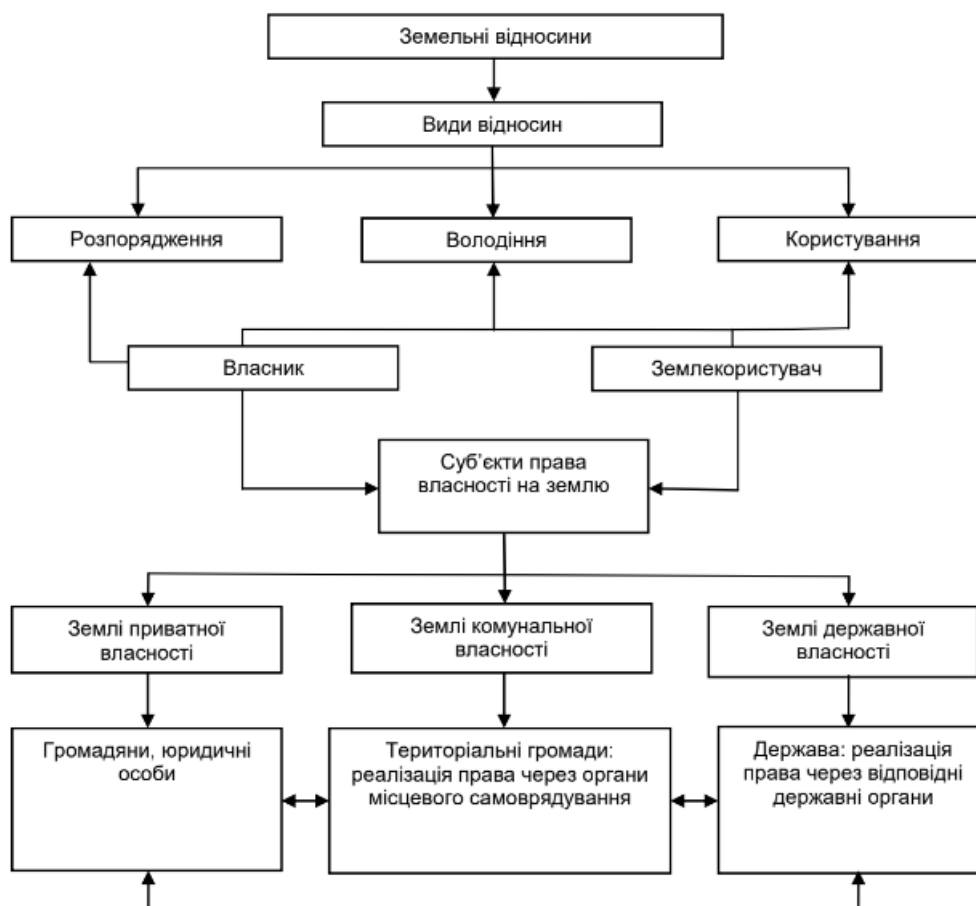 Земельні відносини
Види відносин
Розпорядження
Володіння
Користування
Власник
Землекористувач
Суб’єкти права
власності на землю
Землі приватної
власності
Землі комунальної
власності
Землі державної
власності
Громадяни, юридичні
особи
Територіальні громади:
реалізація права через органи
місцевого самоврядування
Держава: реалізація
права через відповідні
державні органи